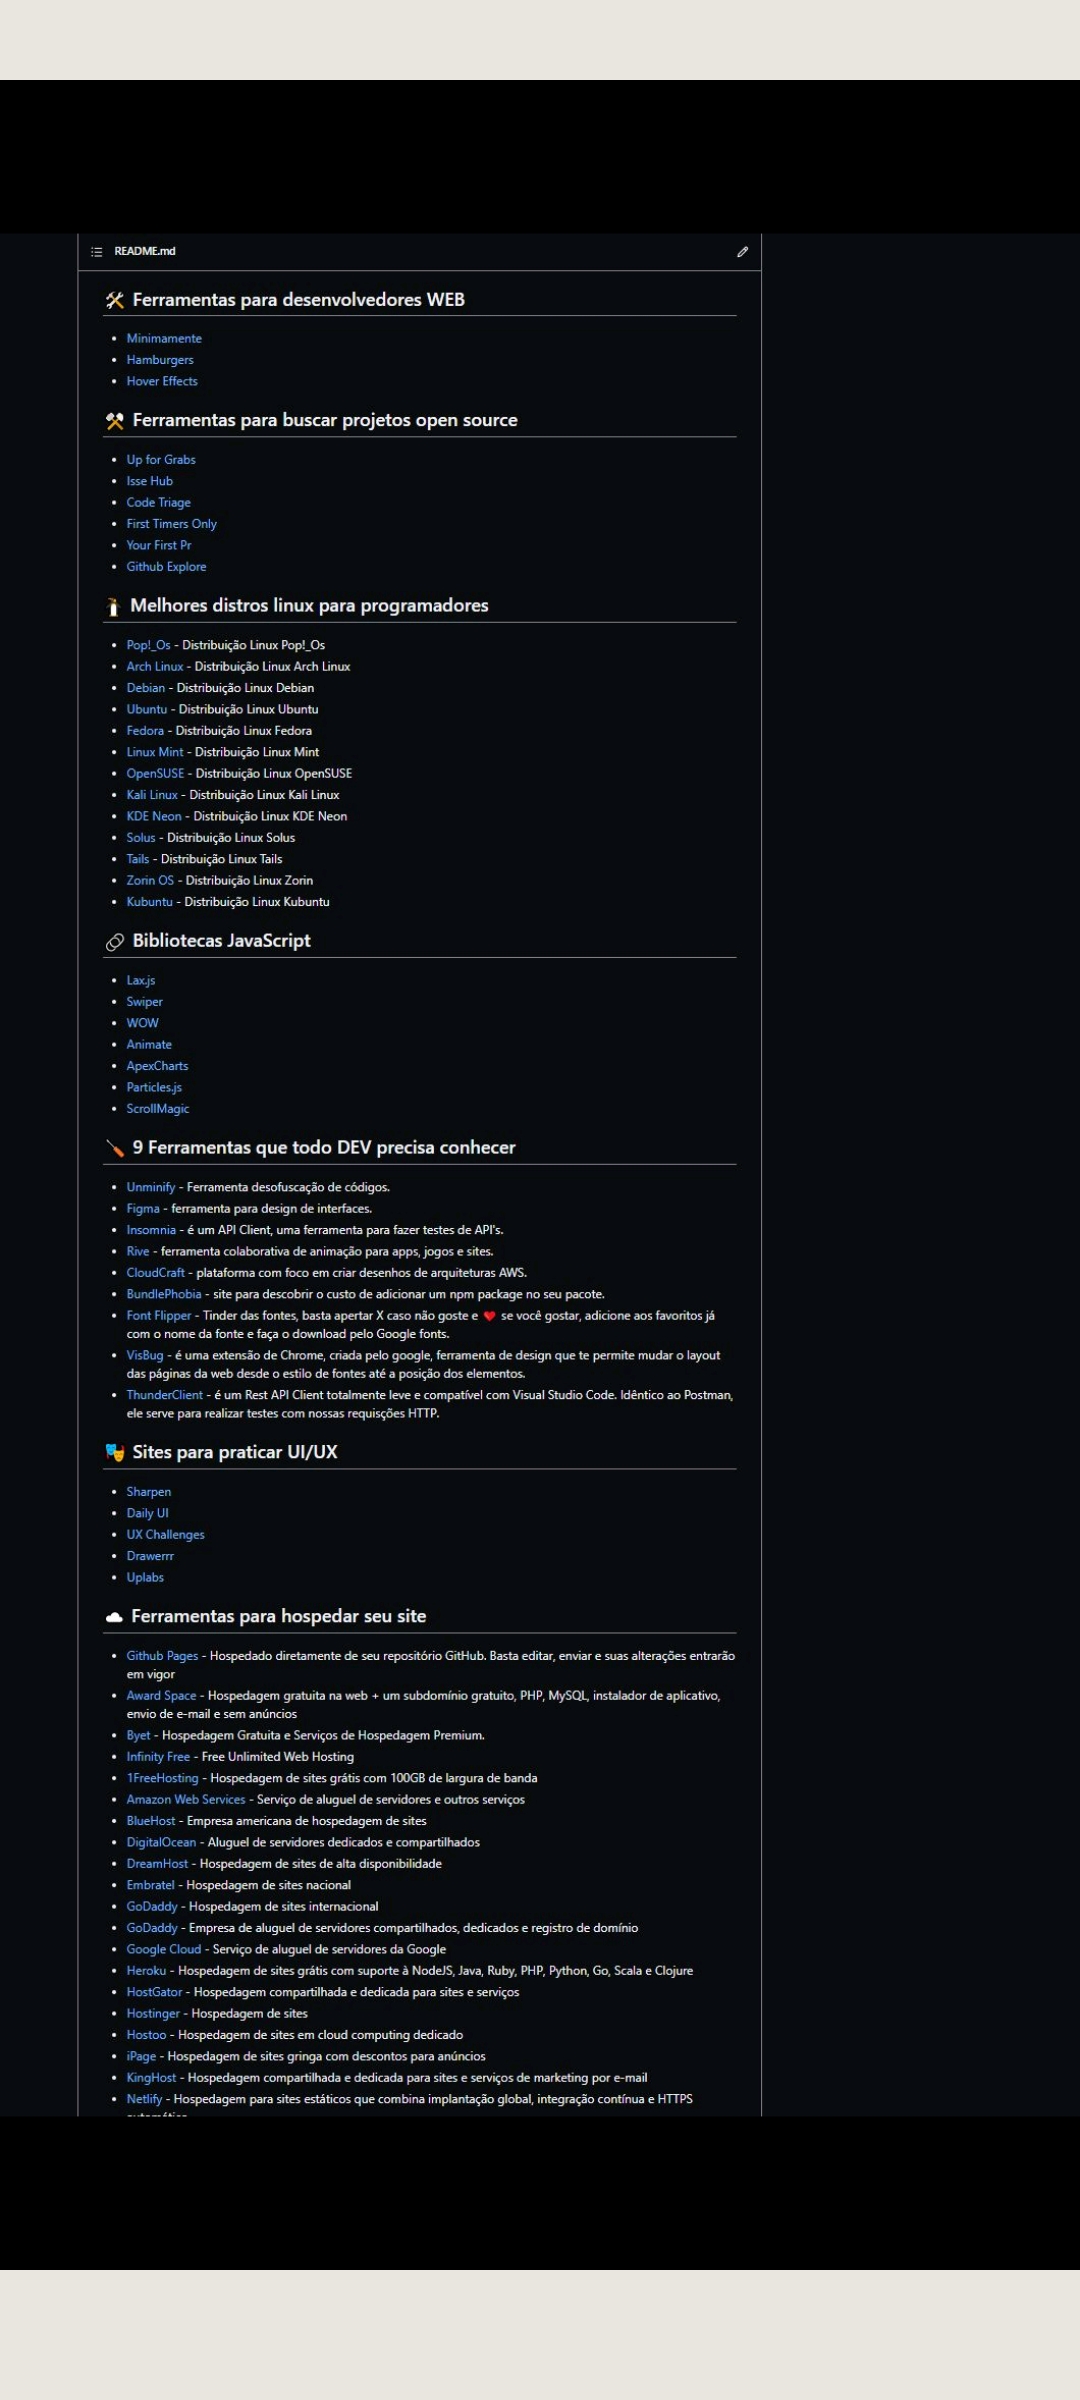 README.md
Ferramentas para desenvolvedores WEB
Minimamente
Hamburgers
Hover Effects
Ferramentas para buscar projetos open source
Up for Grabs
Isse Hub
Code Triage
First Timers Only
Your First Pr
Github Explore
Melhores distros linux para programadores
Pop!_Os - Distribuição Linux Pop!_Os
Arch Linux - Distribuição Linux Arch Linux
Debian - Distribuição Linux Debian
Ubuntu - Distribuição Linux Ubuntu
Fedora - Distribuição Linux Fedora
Linux Mint - Distribuição Linux Mint
OpenSUSE - Distribuição Linux OpenSUSE
Kali Linux - Distribuição Linux Kali Linux
KDE Neon - Distribuição Linux KDE Neon
Solus - Distribuição Linux Solus
Tails - Distribuição Linux Tails
Zorin OS - Distribuição Linux Zorin
Kubuntu - Distribuição Linux Kubuntu
Bibliotecas JavaScript
Lax.js
Swiper
WOW
Animate
ApexCharts
Particles.js
ScrollMagic
9 Ferramentas que todo DEV precisa conhecer
Unminify - Ferramenta desofuscação de códigos.
Figma - ferramenta para design de interfaces.
Insomnia - é um API Client, uma ferramenta para fazer testes de API's.
Rive - ferramenta colaborativa de animação para apps, jogos e sites.
CloudCraft - plataforma com foco em criar desenhos de arquiteturas AWS.
BundlePhobia - site para descobrir o custo de adicionar um npm package no seu pacote.
Font Flipper - Tinder das fontes, basta apertar X caso não goste e ❤️ se você gostar, adicione aos favoritos já
com o nome da fonte e faça o download pelo Google fonts.
VisBug - é uma extensão de Chrome, criada pelo google, ferramenta de design que te permite mudar o layout
das páginas da web desde o estilo de fontes até a posição dos elementos.
ThunderClient - é um Rest API Client totalmente leve e compatível com Visual Studio Code. Idêntico ao Postman,
ele serve para realizar testes com nossas requisções HTTP.
Sites para praticar UI/UX
Sharpen
Daily UI
UX Challenges
Drawerrr
Uplabs
Ferramentas para hospedar seu site
Github Pages - Hospedado diretamente de seu repositório GitHub. Basta editar, enviar e suas alterações entrarão
em vigor
Award Space - Hospedagem gratuita na web + um subdomínio gratuito, PHP, MySQL, instalador de aplicativo,
envio de e-mail e sem anúncios
Byet - Hospedagem Gratuita e Serviços de Hospedagem Premium.
Infinity Free - Free Unlimited Web Hosting
1FreeHosting - Hospedagem de sites grátis com 100GB de largura de banda
Amazon Web Services - Serviço de aluguel de servidores e outros serviços
BlueHost - Empresa americana de hospedagem de sites
DigitalOcean - Aluguel de servidores dedicados e compartilhados
DreamHost - Hospedagem de sites de alta disponibilidade
Embratel - Hospedagem de sites nacional
GoDaddy - Hospedagem de sites internacional
GoDaddy - Empresa de aluguel de servidores compartilhados, dedicados e registro de domínio
Google Cloud - Serviço de aluguel de servidores da Google
Heroku - Hospedagem de sites grátis com suporte à NodeJS, Java, Ruby, PHP, Python, Go, Scala e Clojure
HostGator - Hospedagem compartilhada e dedicada para sites e serviços
Hostinger - Hospedagem de sites
Hostoo - Hospedagem de sites em cloud computing dedicado
iPage - Hospedagem de sites gringa com descontos para anúncios
KingHost - Hospedagem compartilhada e dedicada para sites e serviços de marketing por e-mail
Netlify - Hospedagem para sites estáticos que combina implantação global, integração contínua e HTTPS